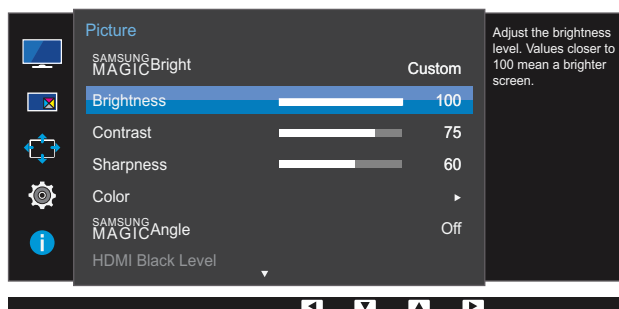 Picture
SAMSUNG
MAGICBright Custom
Brightness 100
Contrast 75
Sharpness 60
Color
SAMSUNG
MAGICAngle Off
HDMI Black Level
Adjust the brightness
level. Values closer to
100 mean a brighter
screen.